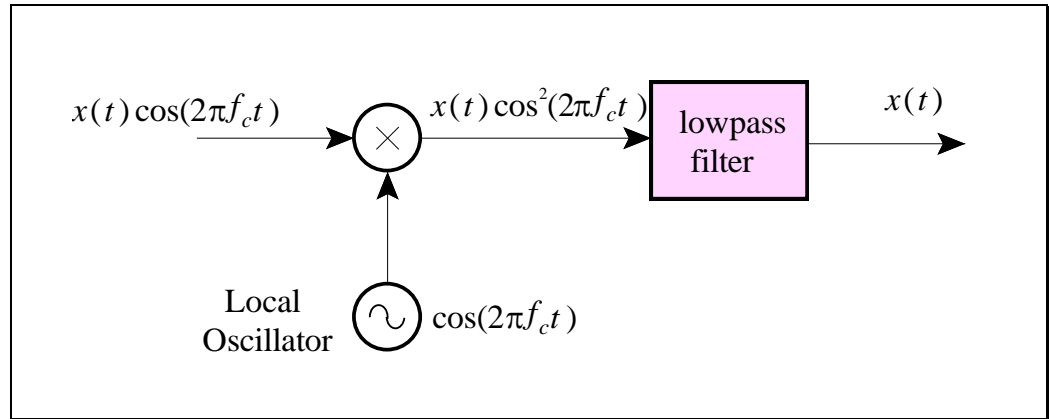 x(t) cos(2πf_c t)
x(t) cos²(2πf_c t)
lowpass
filter
x(t)
Local
Oscillator
cos(2πf_c t)